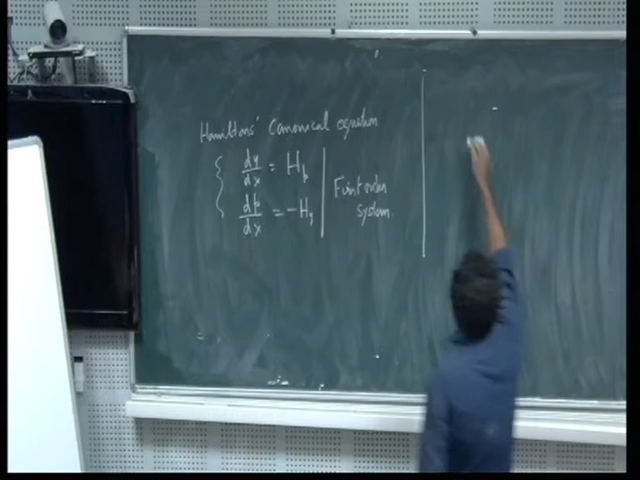 Hamiltons' Canonical equation
dy/dx = H_p
dp/dx = -H_y
First order
system.